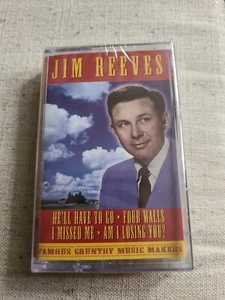 JIM REEVES
HE'LL HAVE TO GO • FOUR WALLS
I MISSED ME • AM I LOSING YOU?
FAMOUS COUNTRY MUSIC MAKERS